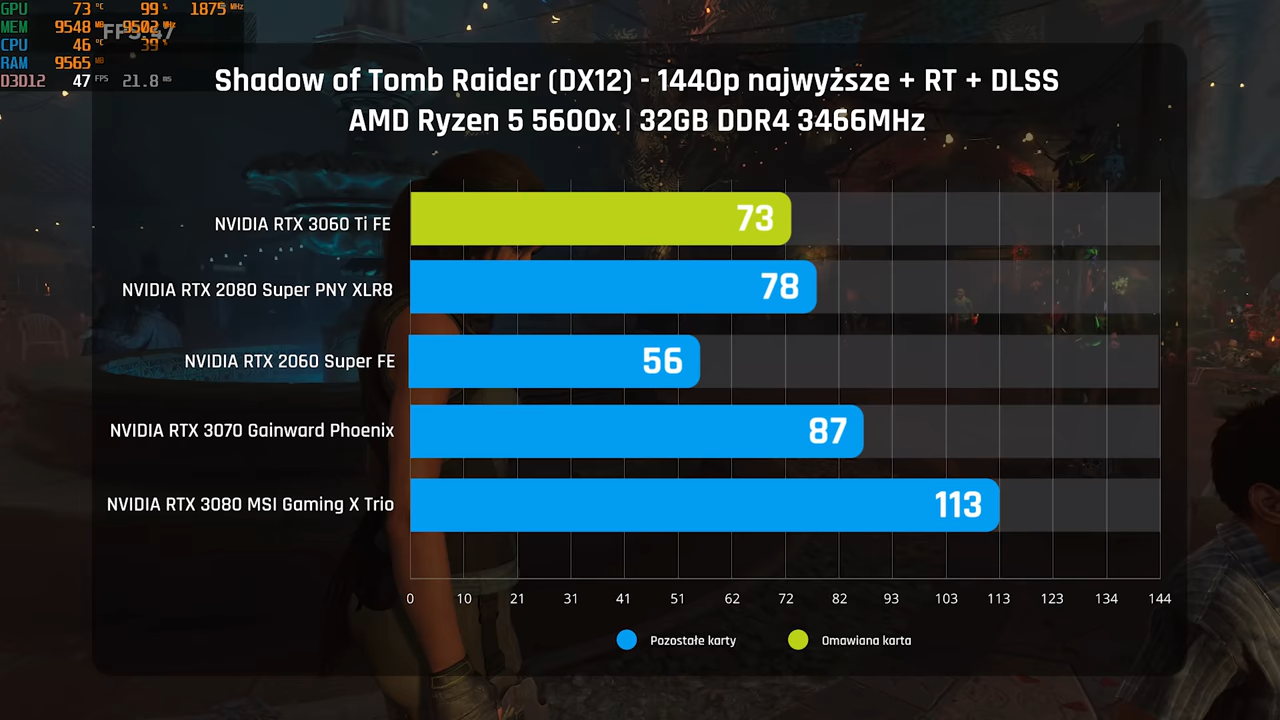 GPU 73 °C 99 % 1875 MHz
MEM 9548 MB 9502 MHz
FPS: 47
CPU 46 °C 39 %
RAM 9565 MB
D3D12 47 FPS 21.8 ms
Shadow of Tomb Raider (DX12) - 1440p najwyższe + RT + DLSS
AMD Ryzen 5 5600x | 32GB DDR4 3466MHz
NVIDIA RTX 3060 Ti FE 73
NVIDIA RTX 2080 Super PNY XLR8 78
NVIDIA RTX 2060 Super FE 56
NVIDIA RTX 3070 Gainward Phoenix 87
NVIDIA RTX 3080 MSI Gaming X Trio 113
0 10 21 31 41 51 62 72 82 93 103 113 123 134 144
Pozostałe karty Omawiana karta